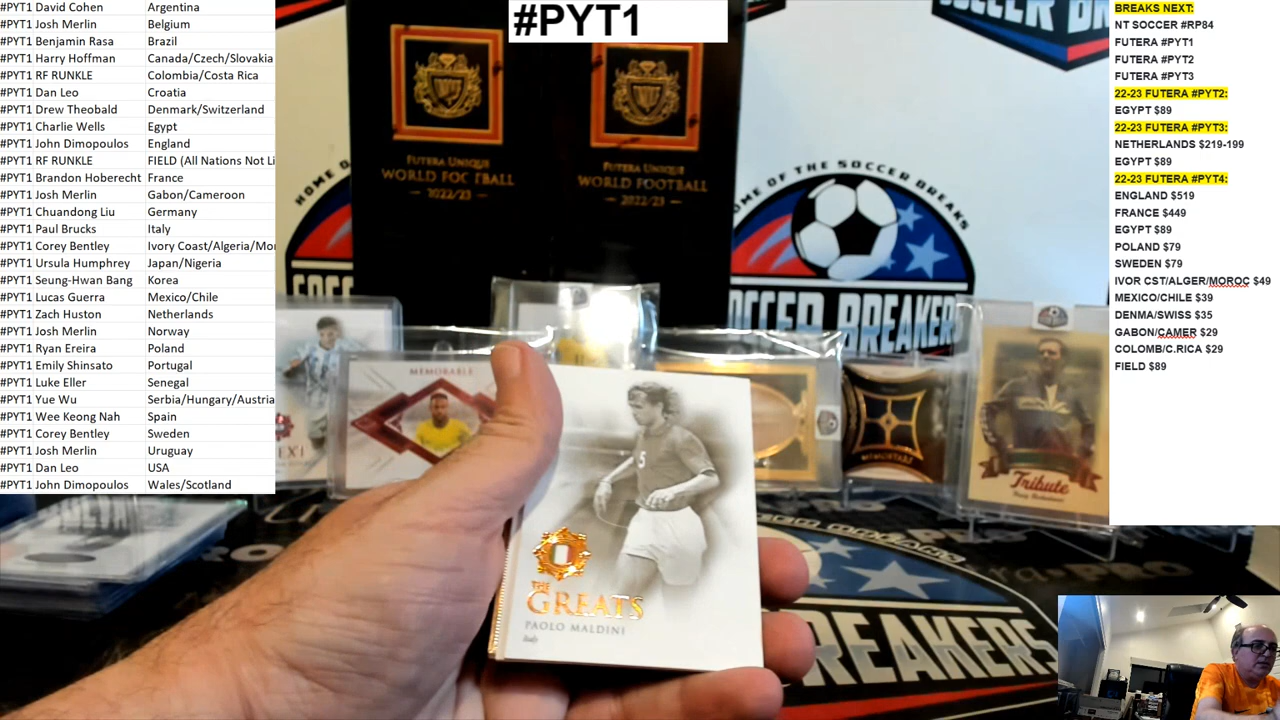 #PYT1
#PYT1 David Cohen Argentina
#PYT1 Josh Merlin Belgium
#PYT1 Benjamin Rasa Brazil
#PYT1 Harry Hoffman Canada/Czech/Slovakia
#PYT1 RF RUNKLE Colombia/Costa Rica
#PYT1 Dan Leo Croatia
#PYT1 Drew Theobald Denmark/Switzerland
#PYT1 Charlie Wells Egypt
#PYT1 John Dimopoulos England
#PYT1 RF RUNKLE FIELD (All Nations Not Li
#PYT1 Brandon Hoberecht France
#PYT1 Josh Merlin Gabon/Cameroon
#PYT1 Chuandong Liu Germany
#PYT1 Paul Brucks Italy
#PYT1 Corey Bentley Ivory Coast/Algeria/Mor
#PYT1 Ursula Humphrey Japan/Nigeria
#PYT1 Seung-Hwan Bang Korea
#PYT1 Lucas Guerra Mexico/Chile
#PYT1 Zach Huston Netherlands
#PYT1 Josh Merlin Norway
#PYT1 Ryan Ereira Poland
#PYT1 Emily Shinsato Portugal
#PYT1 Luke Eller Senegal
#PYT1 Yue Wu Serbia/Hungary/Austria
#PYT1 Wee Keong Nah Spain
#PYT1 Corey Bentley Sweden
#PYT1 Josh Merlin Uruguay
#PYT1 Dan Leo USA
#PYT1 John Dimopoulos Wales/Scotland
BREAKS NEXT:
NT SOCCER #RP84
FUTERA #PYT1
FUTERA #PYT2
FUTERA #PYT3
22-23 FUTERA #PYT2:
EGYPT $89
22-23 FUTERA #PYT3:
NETHERLANDS $219-199
EGYPT $89
22-23 FUTERA #PYT4:
ENGLAND $519
FRANCE $449
EGYPT $89
POLAND $79
SWEDEN $79
IVOR CST/ALGER/MOROC $49
MEXICO/CHILE $39
DENMA/SWISS $35
GABON/CAMER $29
COLOMB/C.RICA $29
FIELD $89
SOCCER BREAKERS
FUTERA UNIQUE
WORLD FOOTBALL
2022/23
FUTERA UNIQUE
WORLD FOOTBALL
2022/23
HOME OF THE SOCCER BREAKS
SOCCER BREAKERS
MEMORABLE
Tribute
5
THE
GREATS
PAOLO MALDINI
Italy
BREAKERS